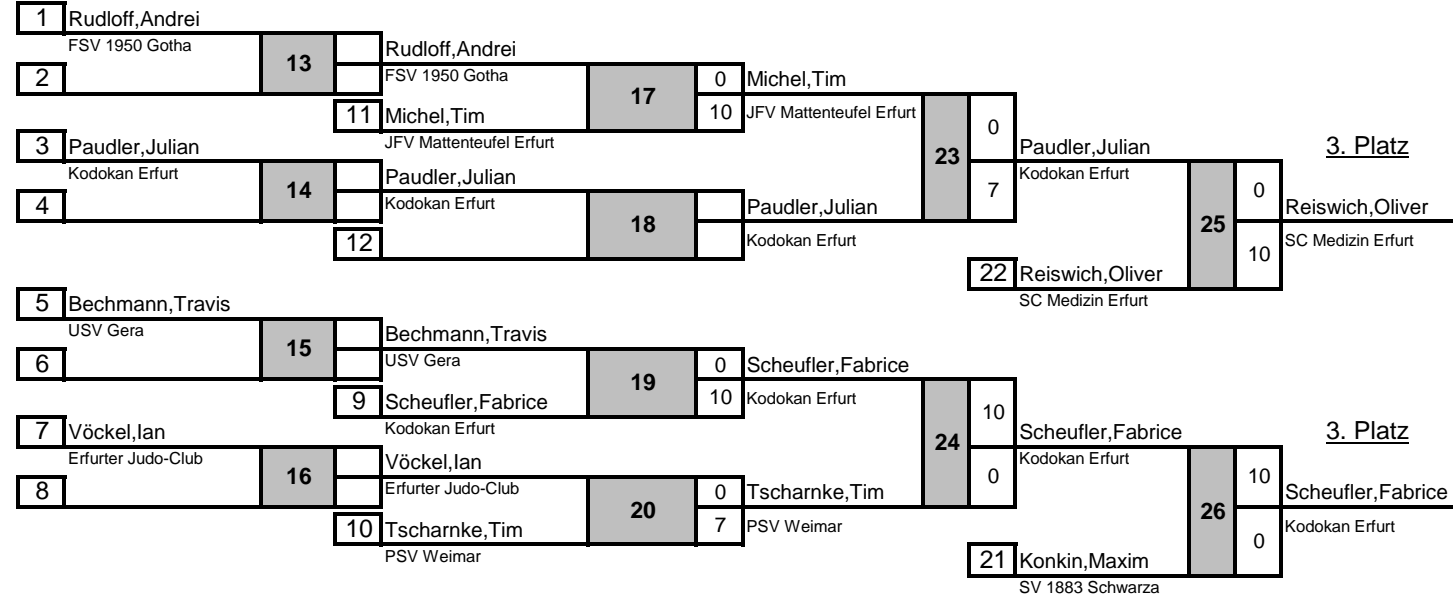 1 Rudloff,Andrei
FSV 1950 Gotha
13
Rudloff,Andrei
2
FSV 1950 Gotha
17
0 Michel,Tim
11 Michel,Tim
10 JFV Mattenteufel Erfurt
JFV Mattenteufel Erfurt
23
0
3 Paudler,Julian
Paudler,Julian
3. Platz
Kodokan Erfurt
14
Paudler,Julian
7
Kodokan Erfurt
25
0
4
Kodokan Erfurt
18
Paudler,Julian
Reiswich,Oliver
12
Kodokan Erfurt
10
SC Medizin Erfurt
22 Reiswich,Oliver
SC Medizin Erfurt
5 Bechmann,Travis
USV Gera
15
Bechmann,Travis
6
USV Gera
19
0 Scheufler,Fabrice
9 Scheufler,Fabrice
10 Kodokan Erfurt
Kodokan Erfurt
24
10
7 Vöckel,Ian
Scheufler,Fabrice
3. Platz
Erfurter Judo-Club
16
Vöckel,Ian
0
Kodokan Erfurt
26
10
8
Erfurter Judo-Club
20
0 Tscharnke,Tim
Scheufler,Fabrice
10 Tscharnke,Tim
7 PSV Weimar
0
Kodokan Erfurt
PSV Weimar
21 Konkin,Maxim
SV 1883 Schwarza